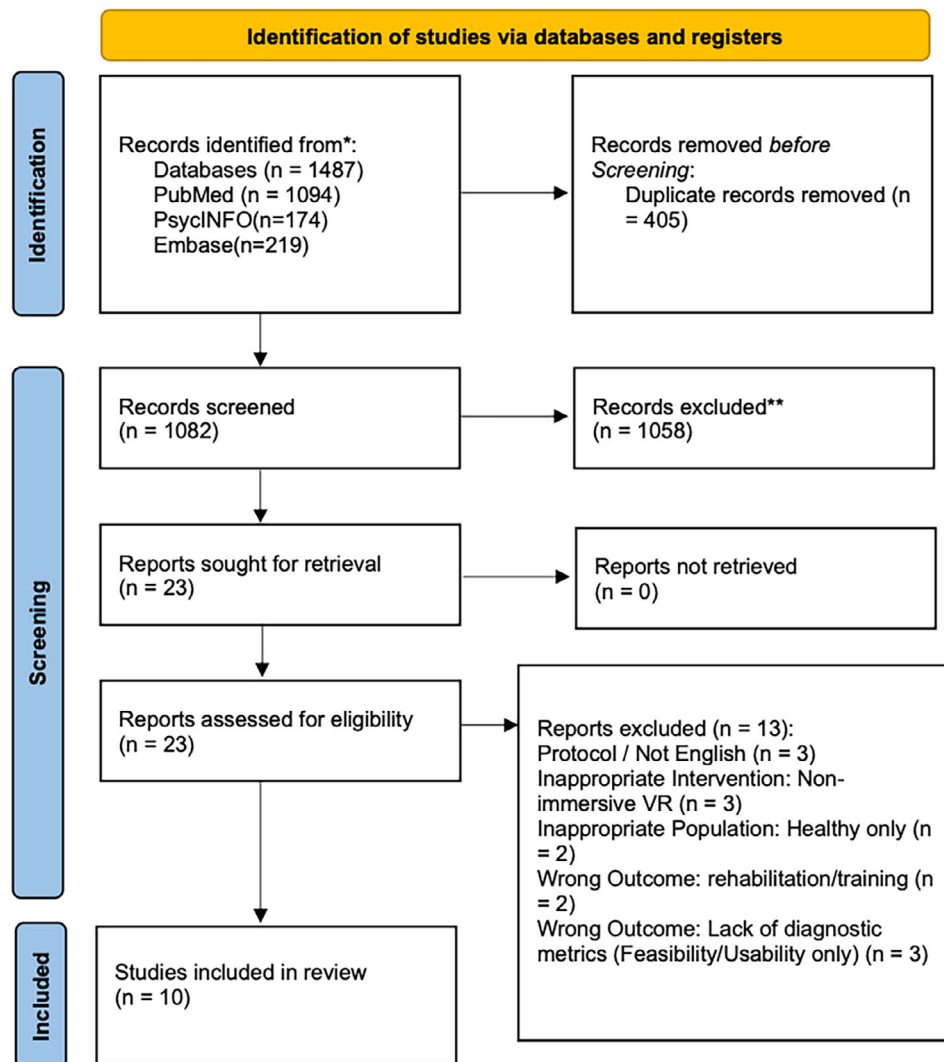 Identification of studies via databases and registers
Identification
Records identified from*:
Databases (n = 1487)
PubMed (n = 1094)
PsycINFO(n=174)
Embase(n=219)
Records removed before
Screening:
Duplicate records removed (n
= 405)
Screening
Records screened
(n = 1082)
Records excluded**
(n = 1058)
Reports sought for retrieval
(n = 23)
Reports not retrieved
(n = 0)
Reports assessed for eligibility
(n = 23)
Reports excluded (n = 13):
Protocol / Not English (n = 3)
Inappropriate Intervention: Non-
immersive VR (n = 3)
Inappropriate Population: Healthy only (n
= 2)
Wrong Outcome: rehabilitation/training (n
= 2)
Wrong Outcome: Lack of diagnostic
metrics (Feasibility/Usability only) (n = 3)
Included
Studies included in review
(n = 10)